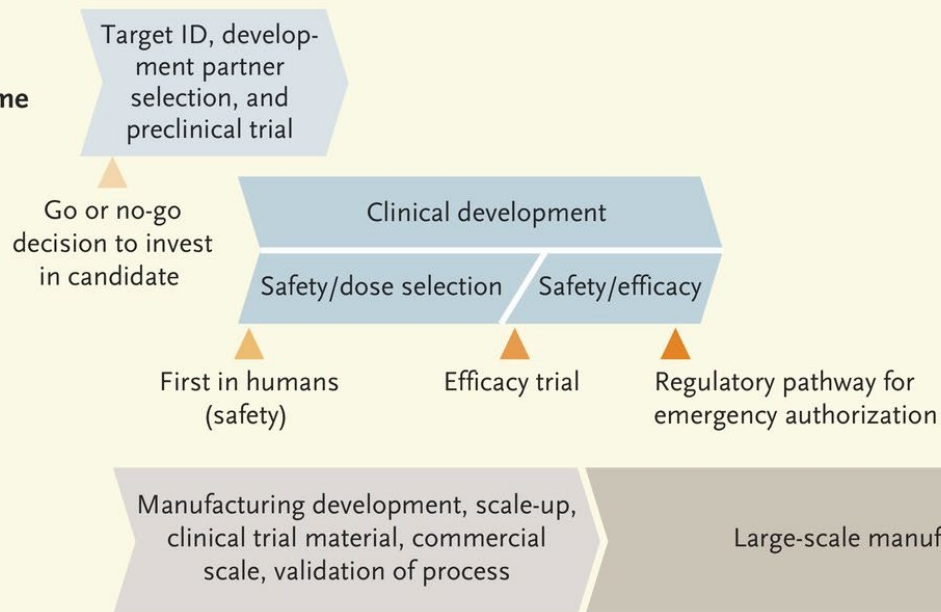 Target ID, develop-
ment partner
selection, and
preclinical trial
Go or no-go
decision to invest
in candidate
Clinical development
Safety/dose selection
Safety/efficacy
First in humans
(safety)
Efficacy trial
Regulatory pathway for
emergency authorization
Manufacturing development, scale-up,
clinical trial material, commercial
scale, validation of process
Large-scale